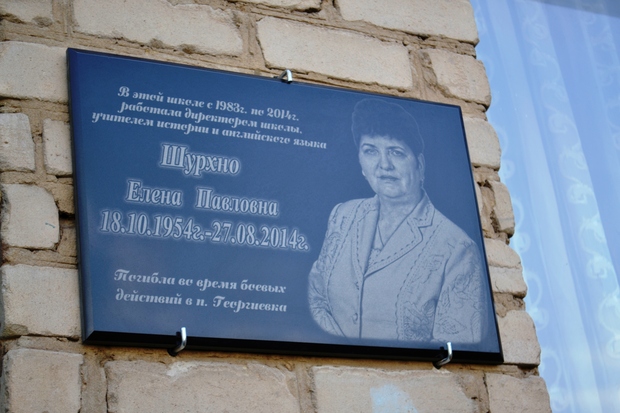 В этой школе с 1983г. по 2014г.
работала директором школы,
учителем истории и английского языка
Шурхно
Елена Павловна
18.10.1954г.-27.08.2014г.
Погибла во время боевых
действий в п. Георгиевка